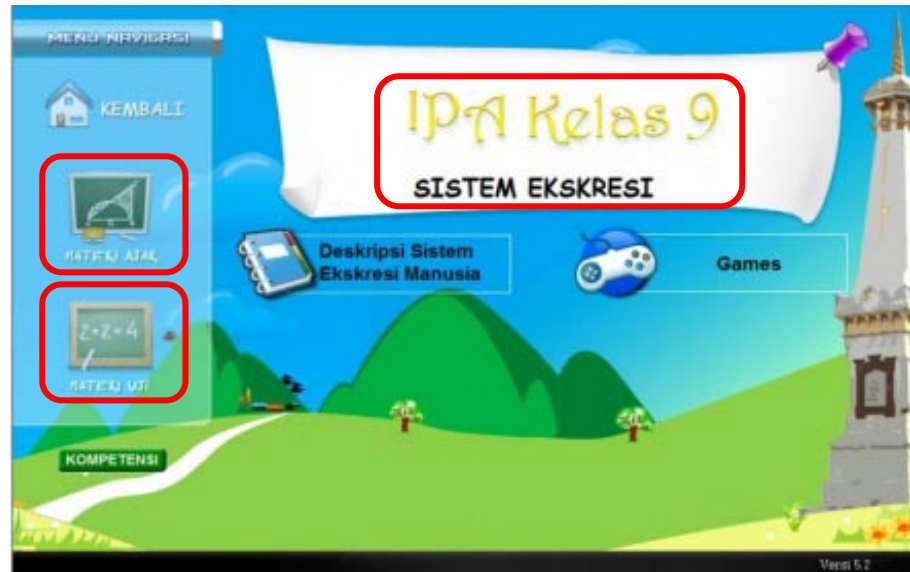 MENU NAVIGASI
KEMBALI
MATERI AJAR
2+2=4
MATERI UJI
KOMPETENSI
IPA Kelas 9
SISTEM EKSKRESI
Deskripsi Sistem
Ekskresi Manusia
Games
Versi 5.2